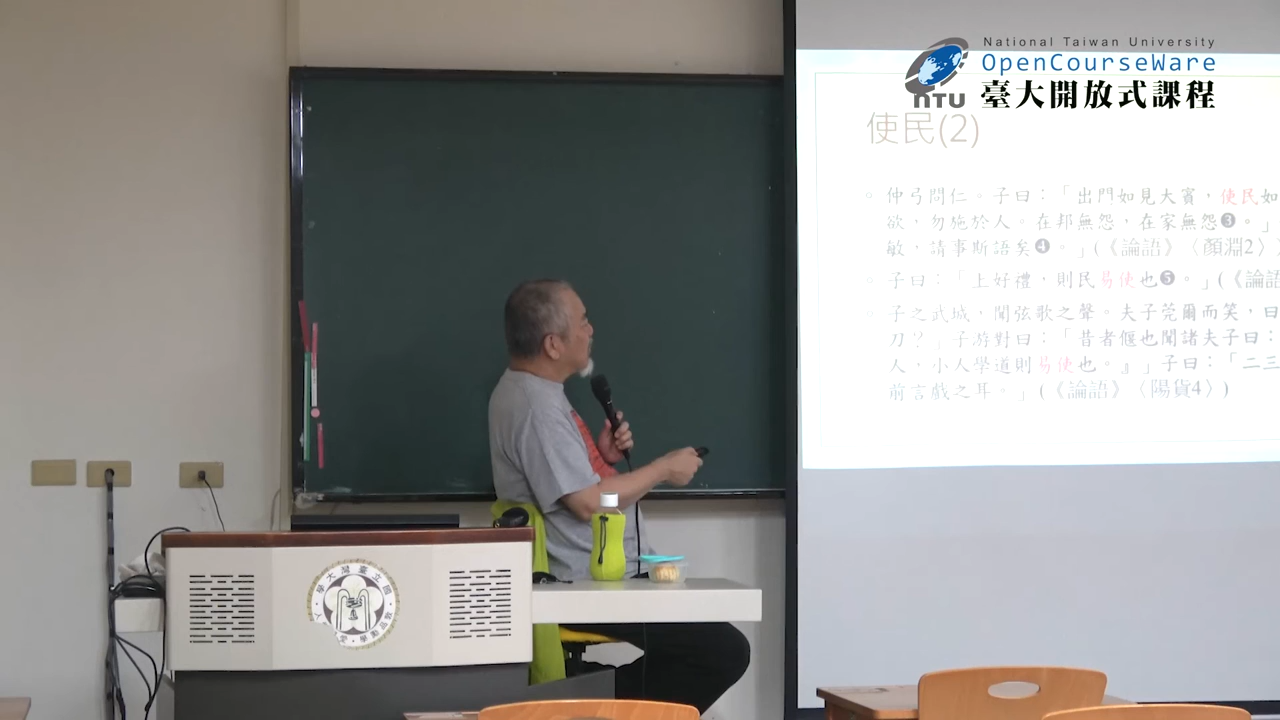 National Taiwan University
OpenCourseWare
NTU 臺大開放式課程
使民(2)
仲弓問仁。子曰：「出門如見大賓，使民如
欲，勿施於人。在邦無怨，在家無怨❸。」
敏，請事斯語矣❹。」(《論語》〈顏淵2〉)
子曰：「上好禮，則民易使也❺。」(《論語
子之武城，聞弦歌之聲。夫子莞爾而笑，曰
刀？」子游對曰：「昔者偃也聞諸夫子曰：
人，小人學道則易使也。』」子曰：「二三
前言戲之耳。」(《論語》〈陽貨4〉)